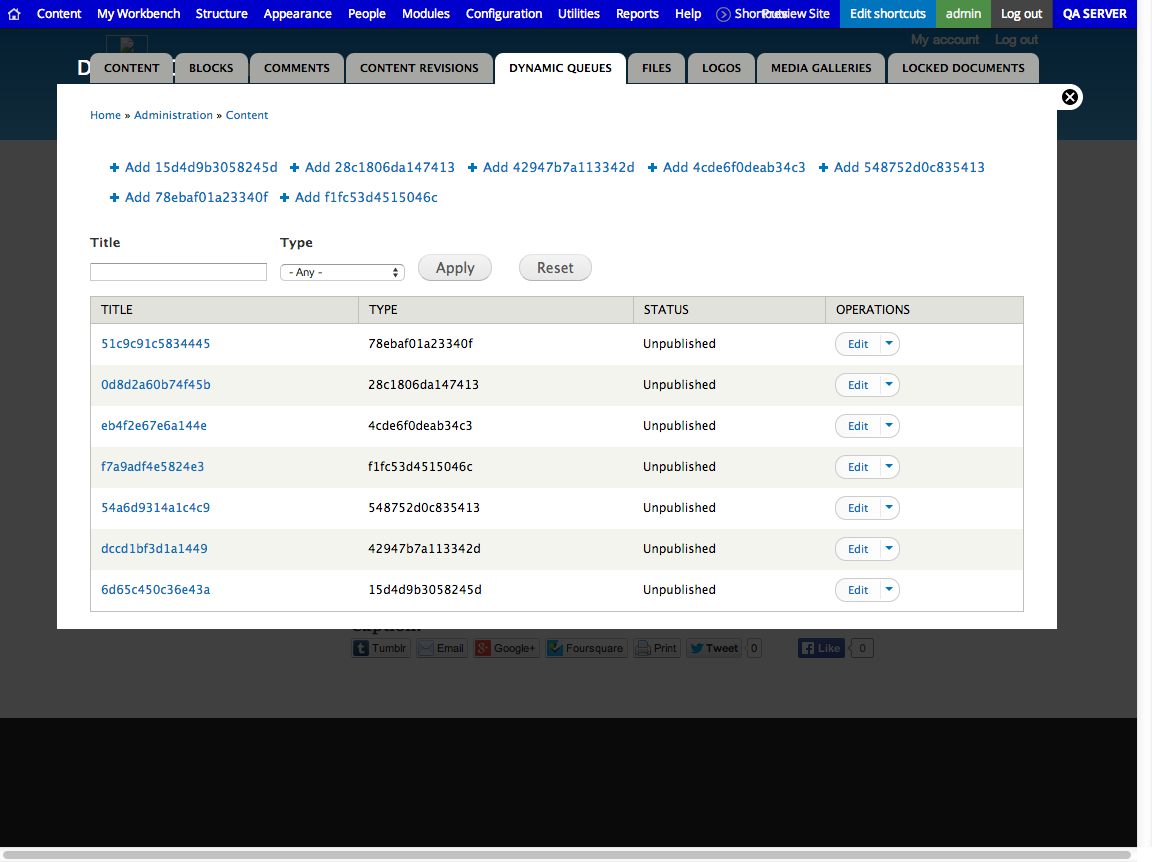 Content My Workbench Structure Appearance People Modules Configuration Utilities Reports Help Shortcuts Preview Site Edit shortcuts admin Log out QA SERVER
My account Log out
D CONTENT BLOCKS COMMENTS CONTENT REVISIONS DYNAMIC QUEUES FILES LOGOS MEDIA GALLERIES LOCKED DOCUMENTS
Home » Administration » Content
Add 15d4d9b3058245d Add 28c1806da147413 Add 42947b7a113342d Add 4cde6f0deab34c3 Add 548752d0c835413
Add 78ebaf01a23340f Add f1fc53d4515046c
Title Type
- Any - Apply Reset
TITLE TYPE STATUS OPERATIONS
51c9c91c5834445 78ebaf01a23340f Unpublished Edit
0d8d2a60b74f45b 28c1806da147413 Unpublished Edit
eb4f2e67e6a144e 4cde6f0deab34c3 Unpublished Edit
f7a9adf4e5824e3 f1fc53d4515046c Unpublished Edit
54a6d9314a1c4c9 548752d0c835413 Unpublished Edit
dccd1bf3d1a1449 42947b7a113342d Unpublished Edit
6d65c450c36e43a 15d4d9b3058245d Unpublished Edit
Tumblr Email Google+ Foursquare Print Tweet 0 Like 0